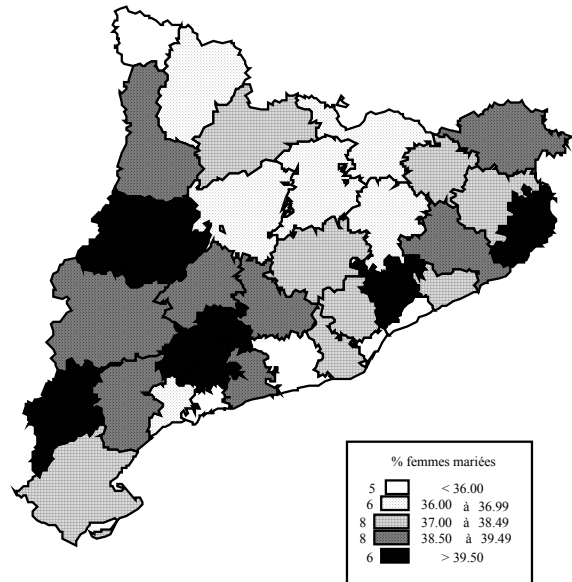 % femmes mariées
5 < 36.00
6 36.00 à 36.99
8 37.00 à 38.49
8 38.50 à 39.49
6 > 39.50